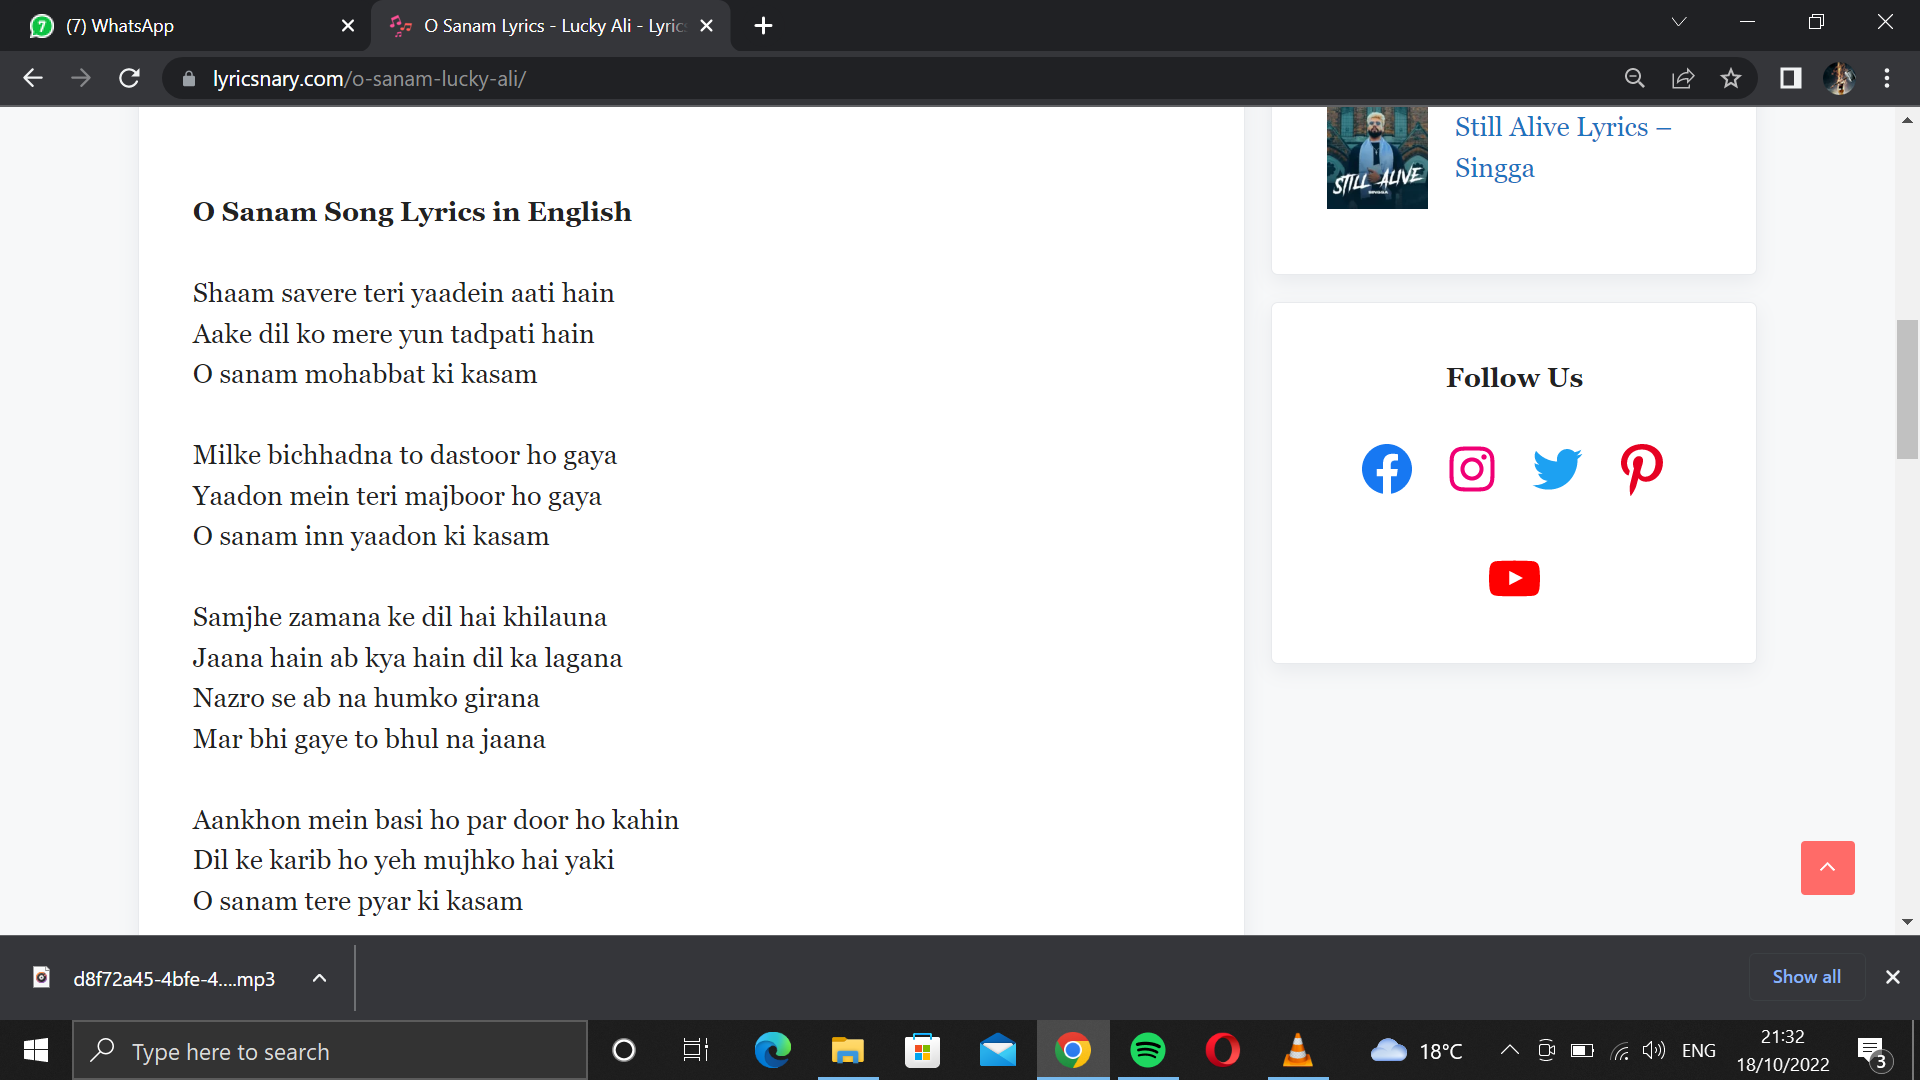 (7) WhatsApp
O Sanam Lyrics - Lucky Ali - Lyric
lyricsnary.com/o-sanam-lucky-ali/
O Sanam Song Lyrics in English
Shaam savere teri yaadein aati hain
Aake dil ko mere yun tadpati hain
O sanam mohabbat ki kasam
Milke bichhadna to dastoor ho gaya
Yaadon mein teri majboor ho gaya
O sanam inn yaadon ki kasam
Samjhe zamana ke dil hai khilauna
Jaana hain ab kya hain dil ka lagana
Nazro se ab na humko girana
Mar bhi gaye to bhul na jaana
Aankhon mein basi ho par door ho kahin
Dil ke karib ho yeh mujhko hai yaki
O sanam tere pyar ki kasam
STILL ALIVE
Still Alive Lyrics –
Singga
Follow Us
d8f72a45-4bfe-4....mp3
Show all
Type here to search
18°C
ENG
21:32
18/10/2022
3